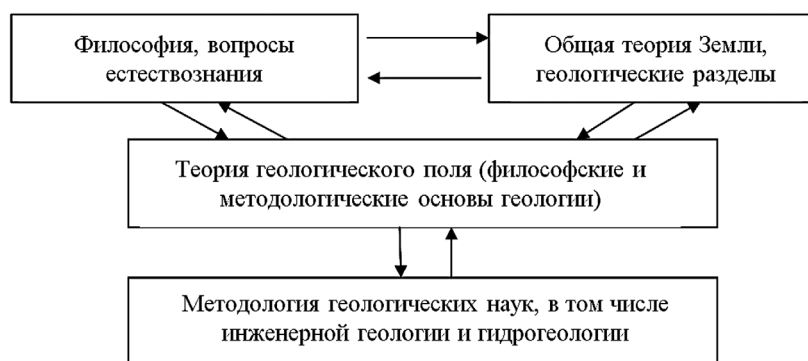 Философия, вопросы
естествознания
Общая теория Земли,
геологические разделы
Теория геологического поля (философские и
методологические основы геологии)
Методология геологических наук, в том числе
инженерной геологии и гидрогеологии